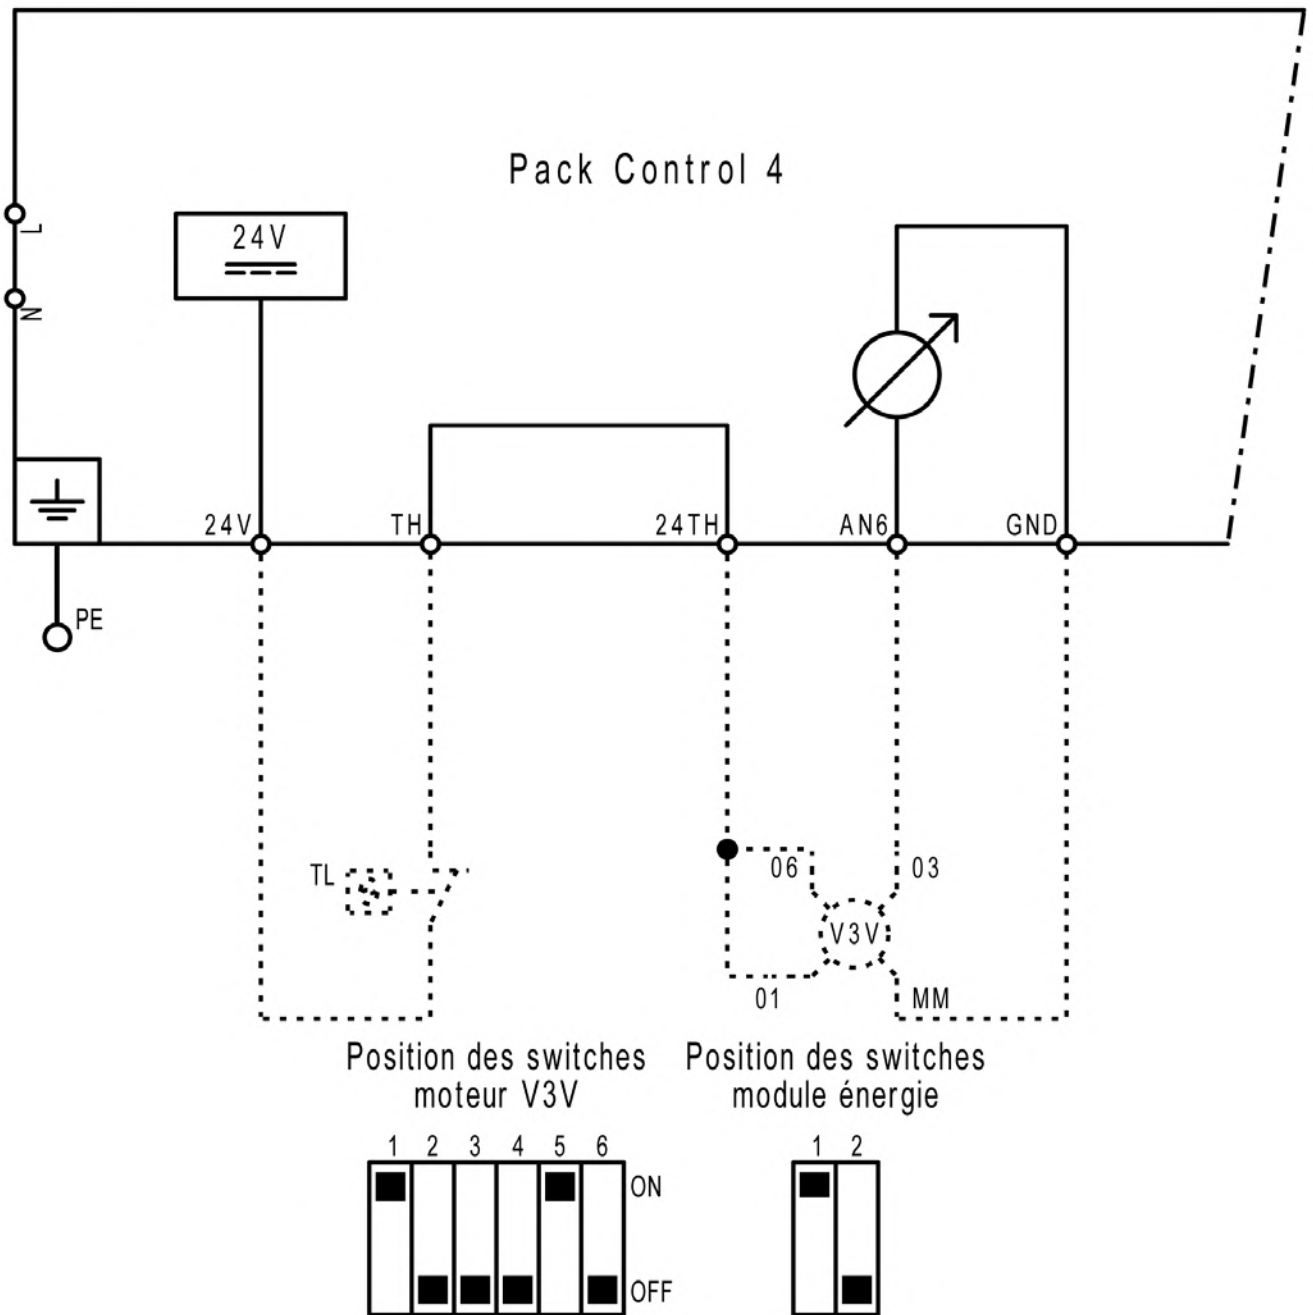 Pack Control 4
L
N
24V
24V
TH
24TH
AN6
GND
PE
TL
06
03
V3V
01
MM
Position des switches
moteur V3V
Position des switches
module énergie
1 2 3 4 5 6
1 2
ON
OFF